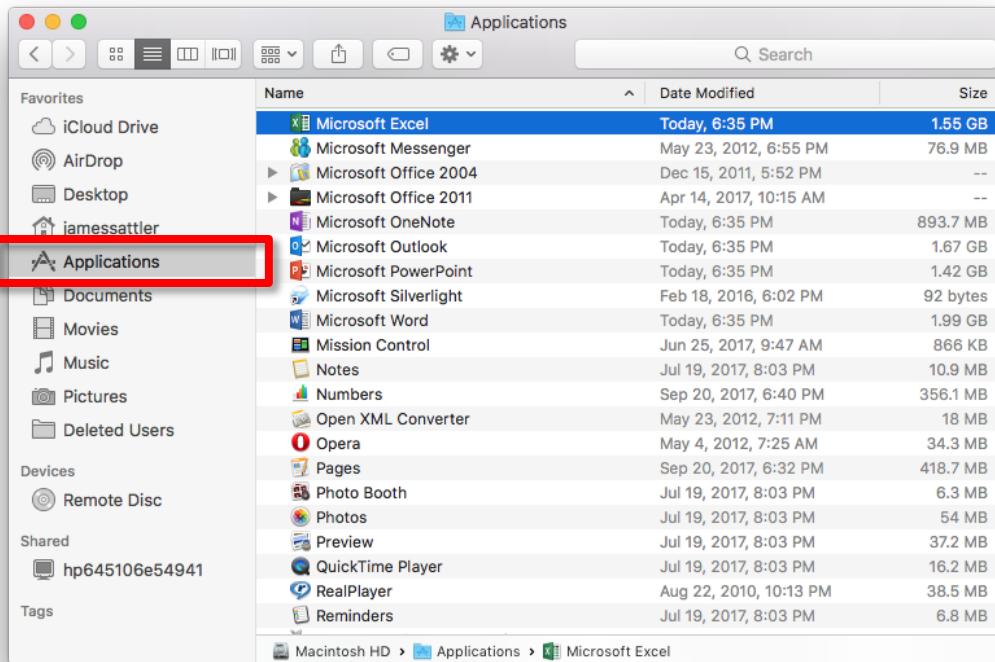 Applications
Search
Favorites
iCloud Drive
AirDrop
Desktop
jamessattler
Applications
Documents
Movies
Music
Pictures
Deleted Users
Devices
Remote Disc
Shared
hp645106e54941
Tags
Name Date Modified Size
Microsoft Excel Today, 6:35 PM 1.55 GB
Microsoft Messenger May 23, 2012, 6:55 PM 76.9 MB
Microsoft Office 2004 Dec 15, 2011, 5:52 PM --
Microsoft Office 2011 Apr 14, 2017, 10:15 AM --
Microsoft OneNote Today, 6:35 PM 893.7 MB
Microsoft Outlook Today, 6:35 PM 1.67 GB
Microsoft PowerPoint Today, 6:35 PM 1.42 GB
Microsoft Silverlight Feb 18, 2016, 6:02 PM 92 bytes
Microsoft Word Today, 6:35 PM 1.99 GB
Mission Control Jun 25, 2017, 9:47 AM 866 KB
Notes Jul 19, 2017, 8:03 PM 10.9 MB
Numbers Sep 20, 2017, 6:40 PM 356.1 MB
Open XML Converter May 23, 2012, 7:11 PM 18 MB
Opera May 4, 2012, 7:25 AM 34.3 MB
Pages Sep 20, 2017, 6:32 PM 418.7 MB
Photo Booth Jul 19, 2017, 8:03 PM 6.3 MB
Photos Jul 19, 2017, 8:03 PM 54 MB
Preview Jul 19, 2017, 8:03 PM 37.2 MB
QuickTime Player Jul 19, 2017, 8:03 PM 16.2 MB
RealPlayer Aug 22, 2010, 10:13 PM 38.5 MB
Reminders Jul 19, 2017, 8:03 PM 6.8 MB
Macintosh HD › Applications › Microsoft Excel